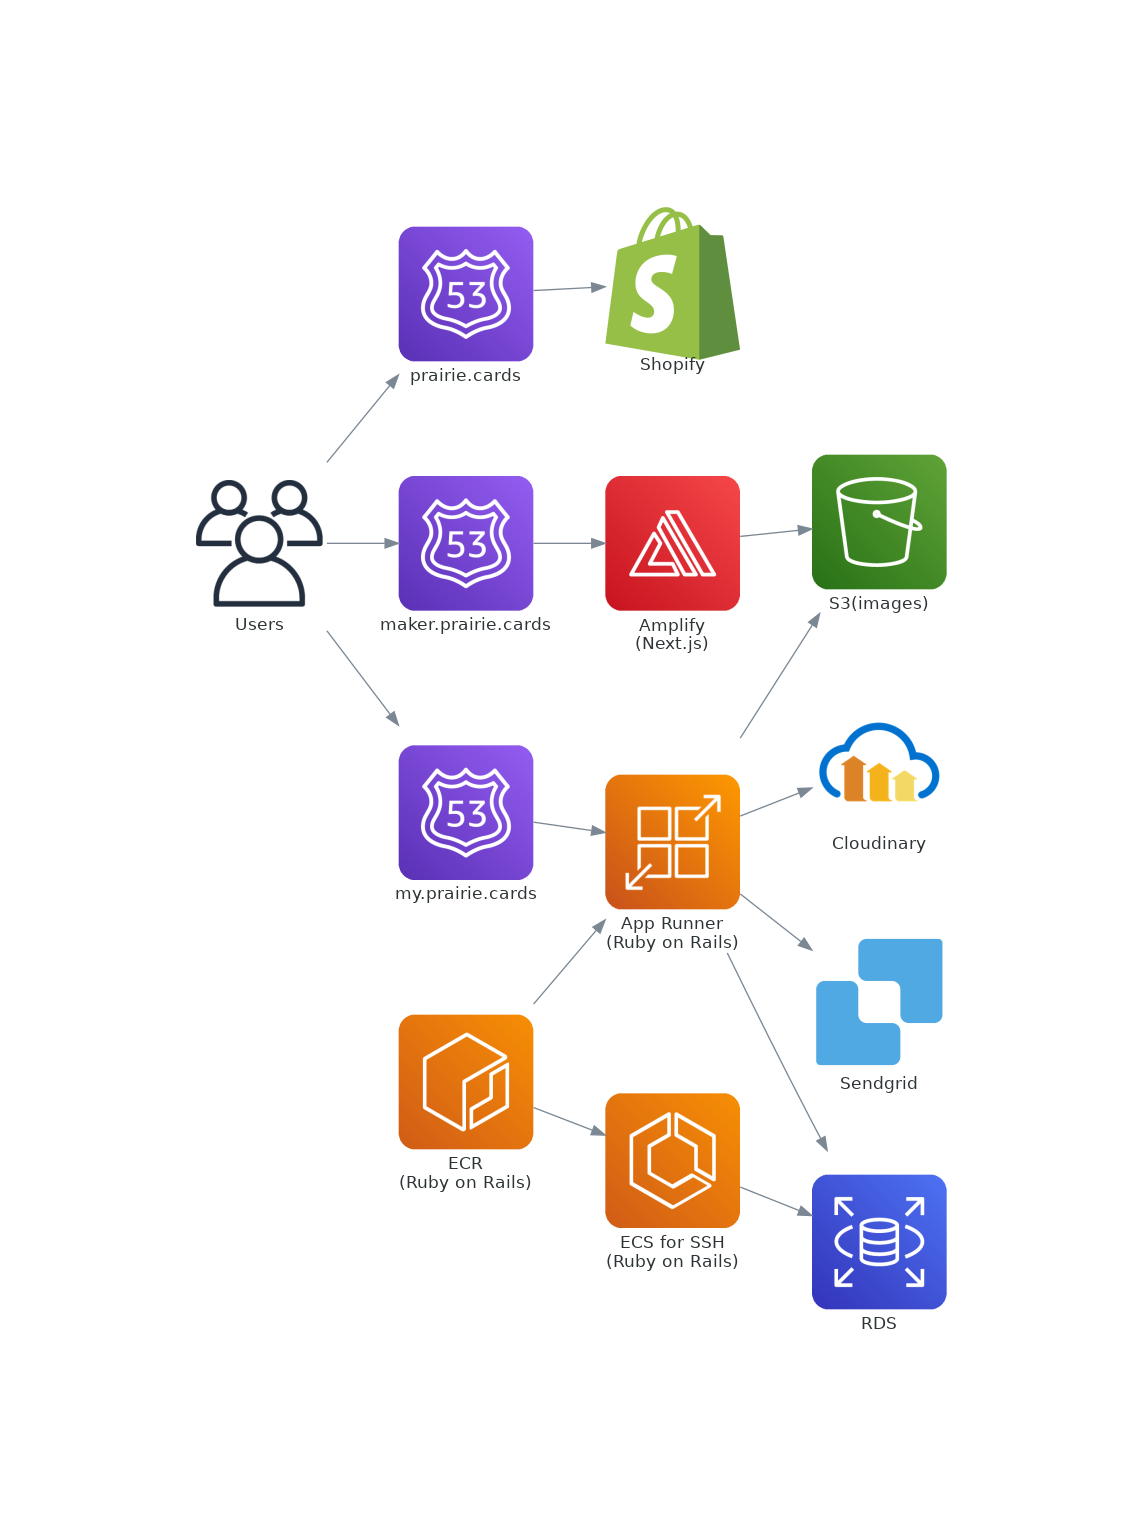 53
prairie.cards
S
Shopify
Users
53
maker.prairie.cards
Amplify
(Next.js)
S3(images)
53
my.prairie.cards
App Runner
(Ruby on Rails)
Cloudinary
Sendgrid
ECR
(Ruby on Rails)
ECS for SSH
(Ruby on Rails)
RDS